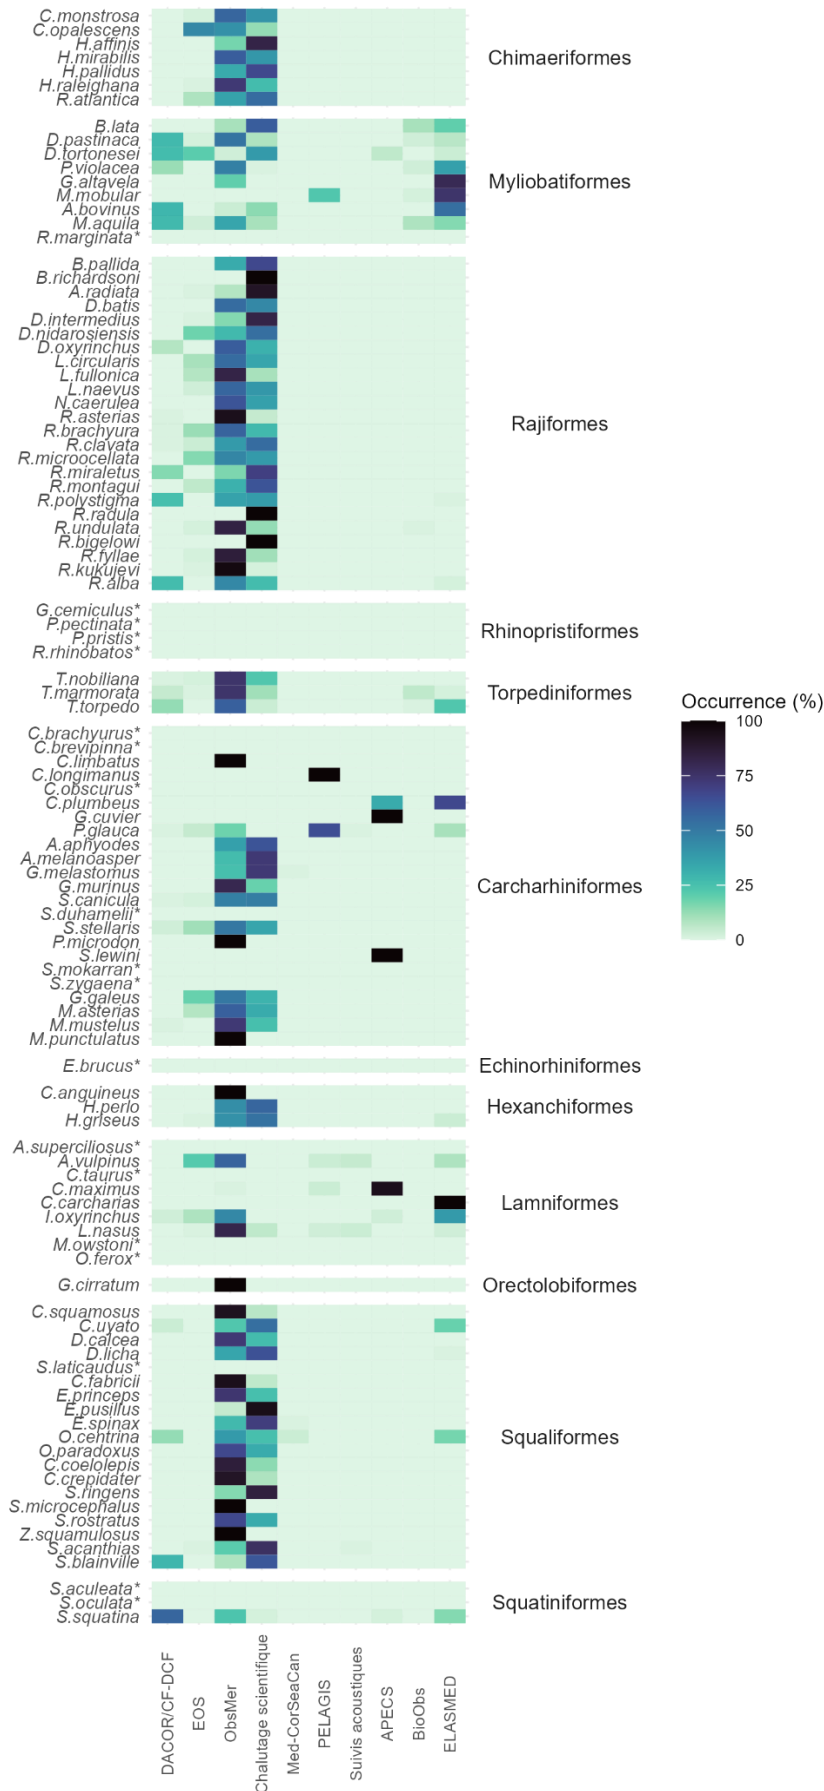 C.monstrosa
C.opalescens
H.affinis
H.mirabilis
H.pallidus
H.raleighana
R.atlantica
Chimaeriformes
B.lata
D.pastinaca
D.tortonesei
P.violacea
G.altavela
M.mobular
A.bovinus
M.aquila
R.marginata*
Myliobatiformes
B.pallida
B.richardsoni
A.radiata
D.batis
D.intermedius
D.nidarosiensis
D.oxyrinchus
L.circularis
L.fullonica
L.naevus
N.caerulea
R.asterias
R.brachyura
R.clavata
R.microocellata
R.miraletus
R.montagui
R.polystigma
R.radula
R.undulata
R.bigelowi
R.fyllae
R.kukujevi
R.alba
Rajiformes
G.cemiculus*
P.pectinata*
P.pristis*
R.rhinobatos*
Rhinopristiformes
T.nobiliana
T.marmorata
T.torpedo
Torpediniformes
C.brachyurus*
C.brevipinna*
C.limbatus
C.longimanus
C.obscurus*
C.plumbeus
G.cuvier
P.glauca
A.aphyodes
A.melanoasper
G.melastomus
G.murinus
S.canicula
S.duhamelii*
S.stellaris
P.microdon
S.lewini
S.mokarran*
S.zygaena*
G.galeus
M.asterias
M.mustelus
M.punctulatus
Carcharhiniformes
E.brucus*
Echinorhiniformes
C.anguineus
H.perlo
H.griseus
Hexanchiformes
A.superciliosus*
A.vulpinus
C.taurus*
C.maximus
C.carcharias
I.oxyrinchus
L.nasus
M.owstoni*
O.ferox*
Lamniformes
G.cirratum
Orectolobiformes
C.squamosus
C.uyato
D.calcea
D.licha
S.laticaudus*
C.fabricii
E.princeps
E.pusillus
E.spinax
O.centrina
O.paradoxus
C.coelolepis
C.crepidater
S.ringens
S.microcephalus
S.rostratus
Z.squamulosus
S.acanthias
S.blainville
Squaliformes
S.aculeata*
S.oculata*
S.squatina
Squatiniformes
DACOR/CF-DCF
EOS
ObsMer
Chalutage scientifique
Med-CorSeaCan
PELAGIS
Suivis acoustiques
APECS
BioObs
ELASMED
Occurrence (%)
100
75
50
25
0